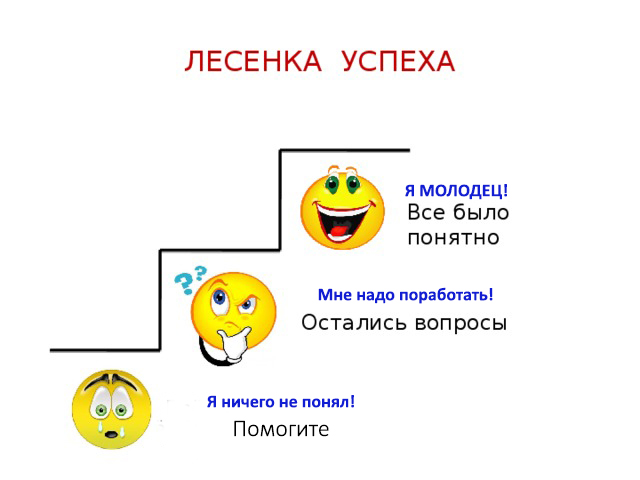 ЛЕСЕНКА УСПЕХА
Я МОЛОДЕЦ!
Все было
понятно
? ?
Мне надо поработать!
Остались вопросы
Я ничего не понял!
Помогите